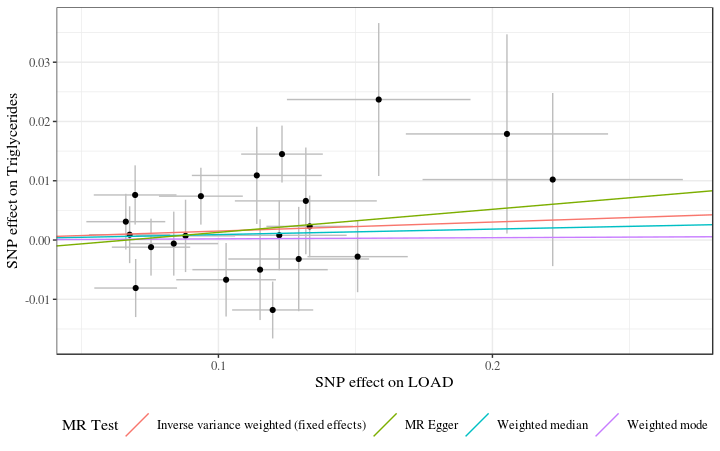 SNP effect on Triglycerides
0.03
0.02
0.01
0.00
-0.01
0.1 0.2
SNP effect on LOAD
MR Test Inverse variance weighted (fixed effects) MR Egger Weighted median Weighted mode